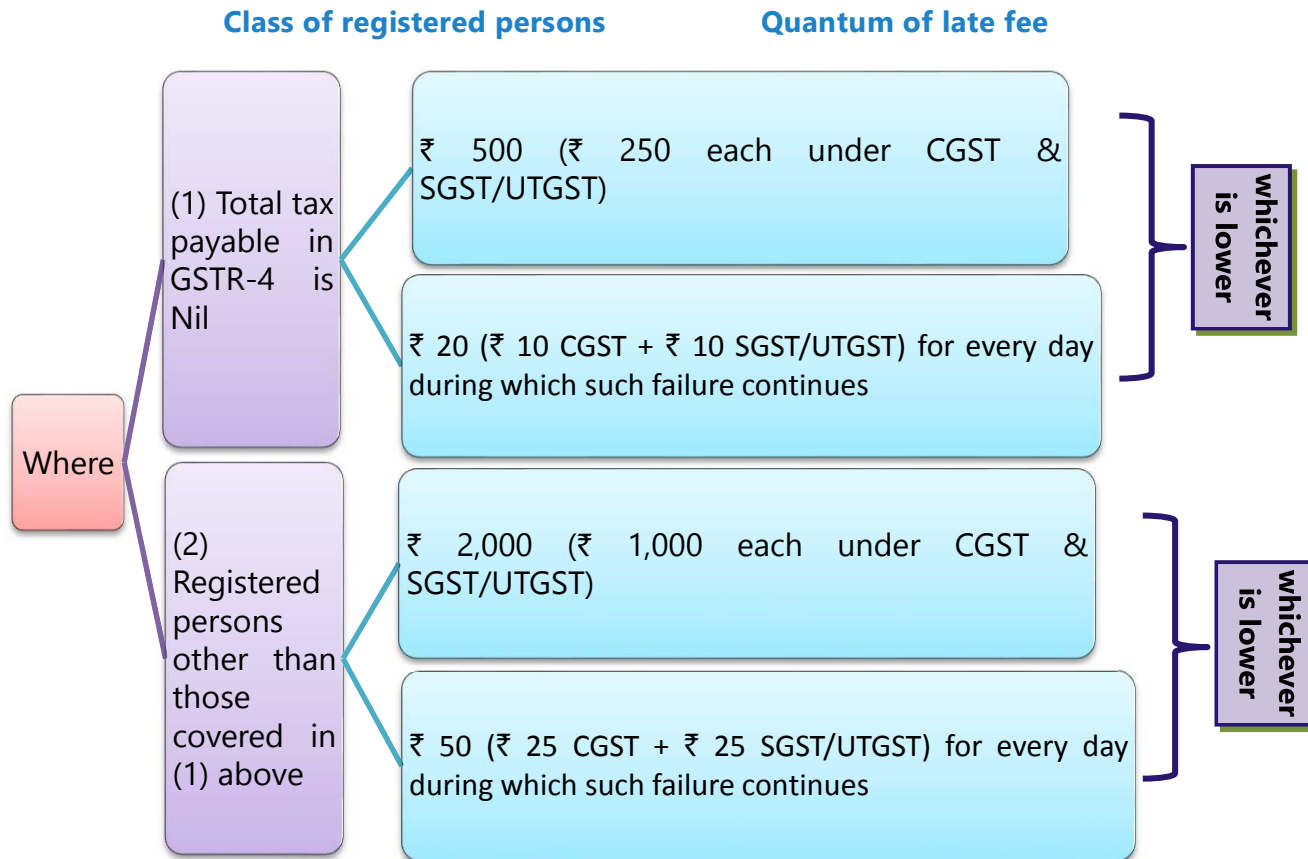 Class of registered persons
Quantum of late fee
Where
(1) Total tax
payable in
GSTR-4 is
Nil
₹ 500 (₹ 250 each under CGST &
SGST/UTGST)
₹ 20 (₹ 10 CGST + ₹ 10 SGST/UTGST) for every day
during which such failure continues
whichever
is lower
(2)
Registered
persons
other than
those
covered in
(1) above
₹ 2,000 (₹ 1,000 each under CGST &
SGST/UTGST)
₹ 50 (₹ 25 CGST + ₹ 25 SGST/UTGST) for every day
during which such failure continues
whichever
is lower